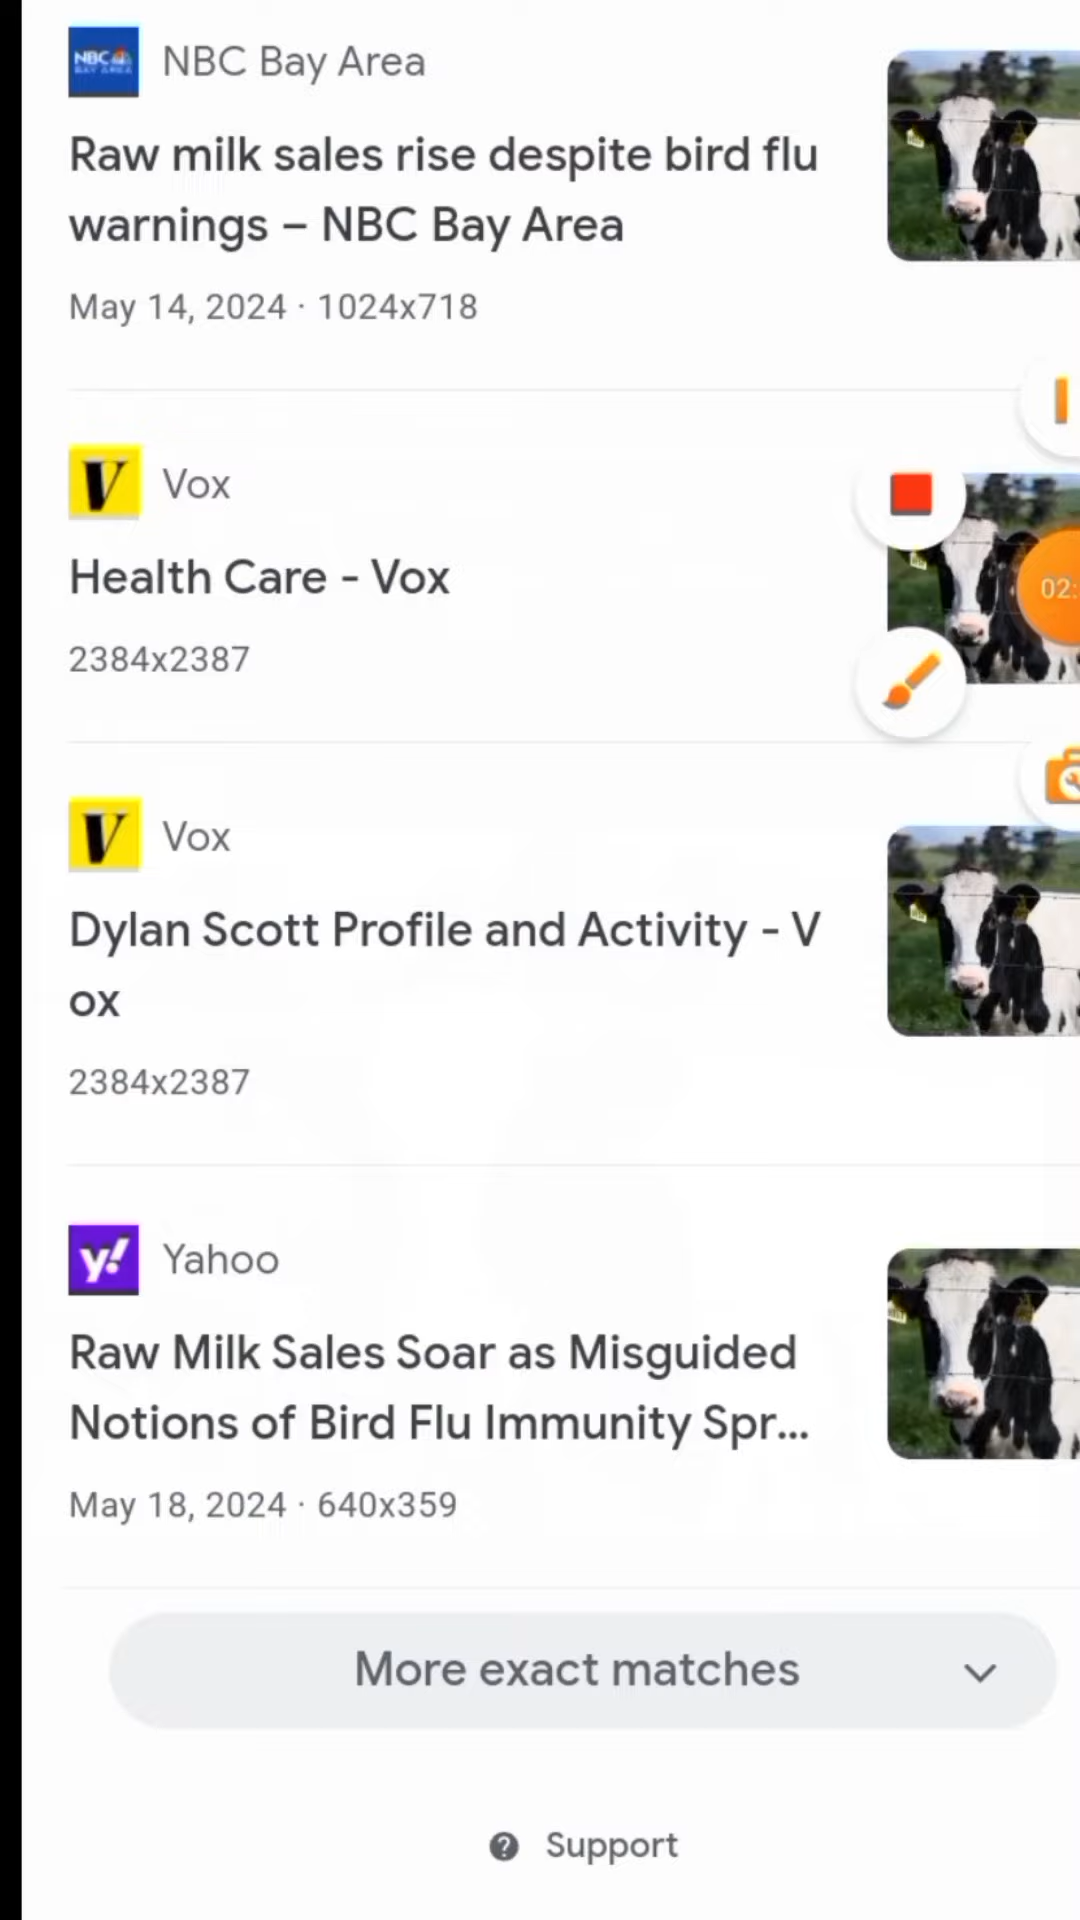 NBC Bay Area
Raw milk sales rise despite bird flu
warnings – NBC Bay Area
May 14, 2024 · 1024x718
Vox
Health Care - Vox
2384x2387
02:
Vox
Dylan Scott Profile and Activity - V
ox
2384x2387
Yahoo
Raw Milk Sales Soar as Misguided
Notions of Bird Flu Immunity Spr...
May 18, 2024 · 640x359
More exact matches
Support